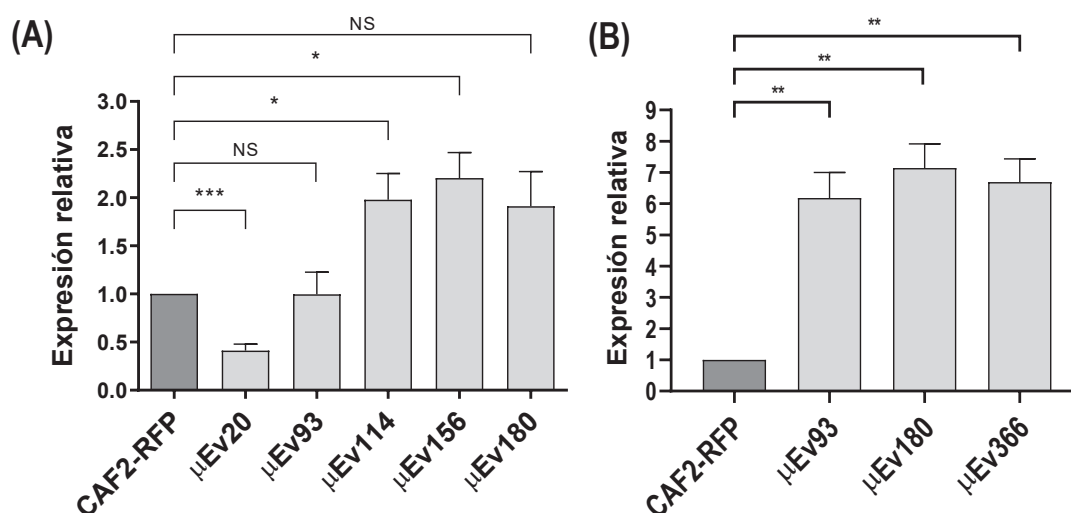 (A)
NS
*
*
NS
***
Expresión relativa
3.0
2.5
2.0
1.5
1.0
0.5
0.0
CAF2-RFP
µEv20
µEv93
µEv114
µEv156
µEv180
(B)
**
**
**
Expresión relativa
9
8
7
6
5
4
3
2
1
0
CAF2-RFP
µEv93
µEv180
µEv366